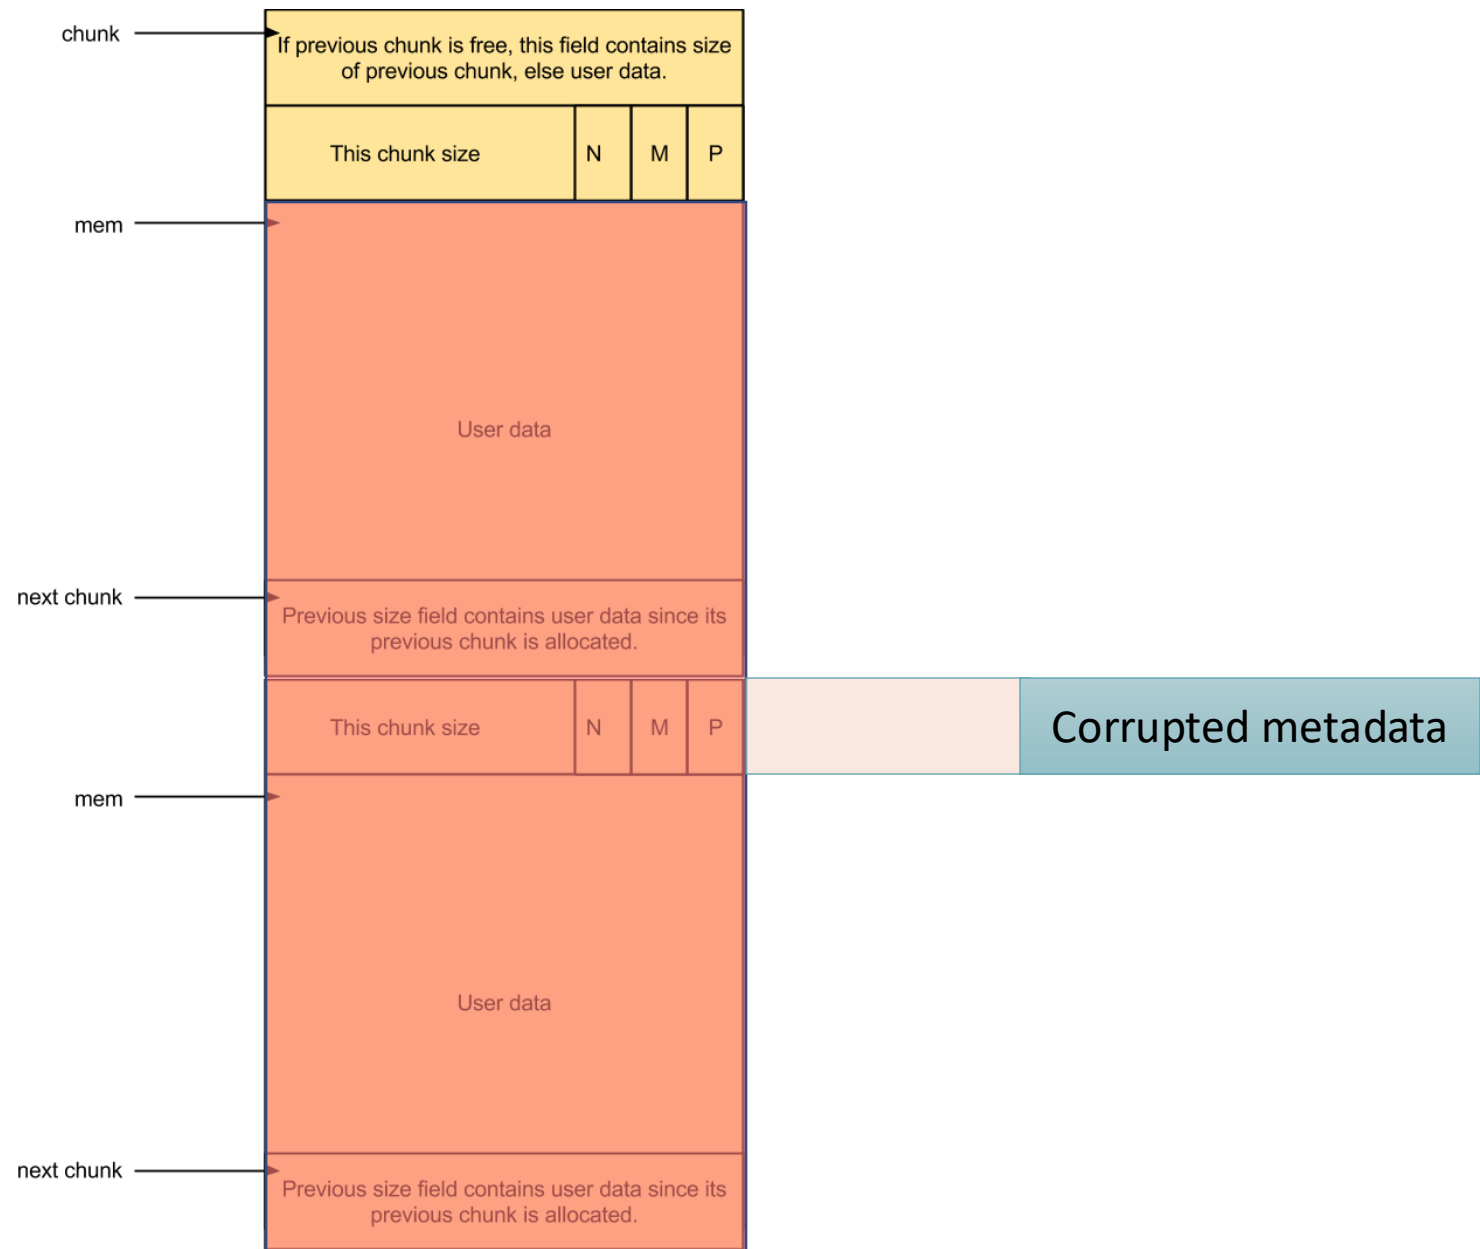 chunk
If previous chunk is free, this field contains size
of previous chunk, else user data.
This chunk size N M P
mem
User data
next chunk
Previous size field contains user data since its
previous chunk is allocated.
This chunk size N M P
Corrupted metadata
mem
User data
next chunk
Previous size field contains user data since its
previous chunk is allocated.